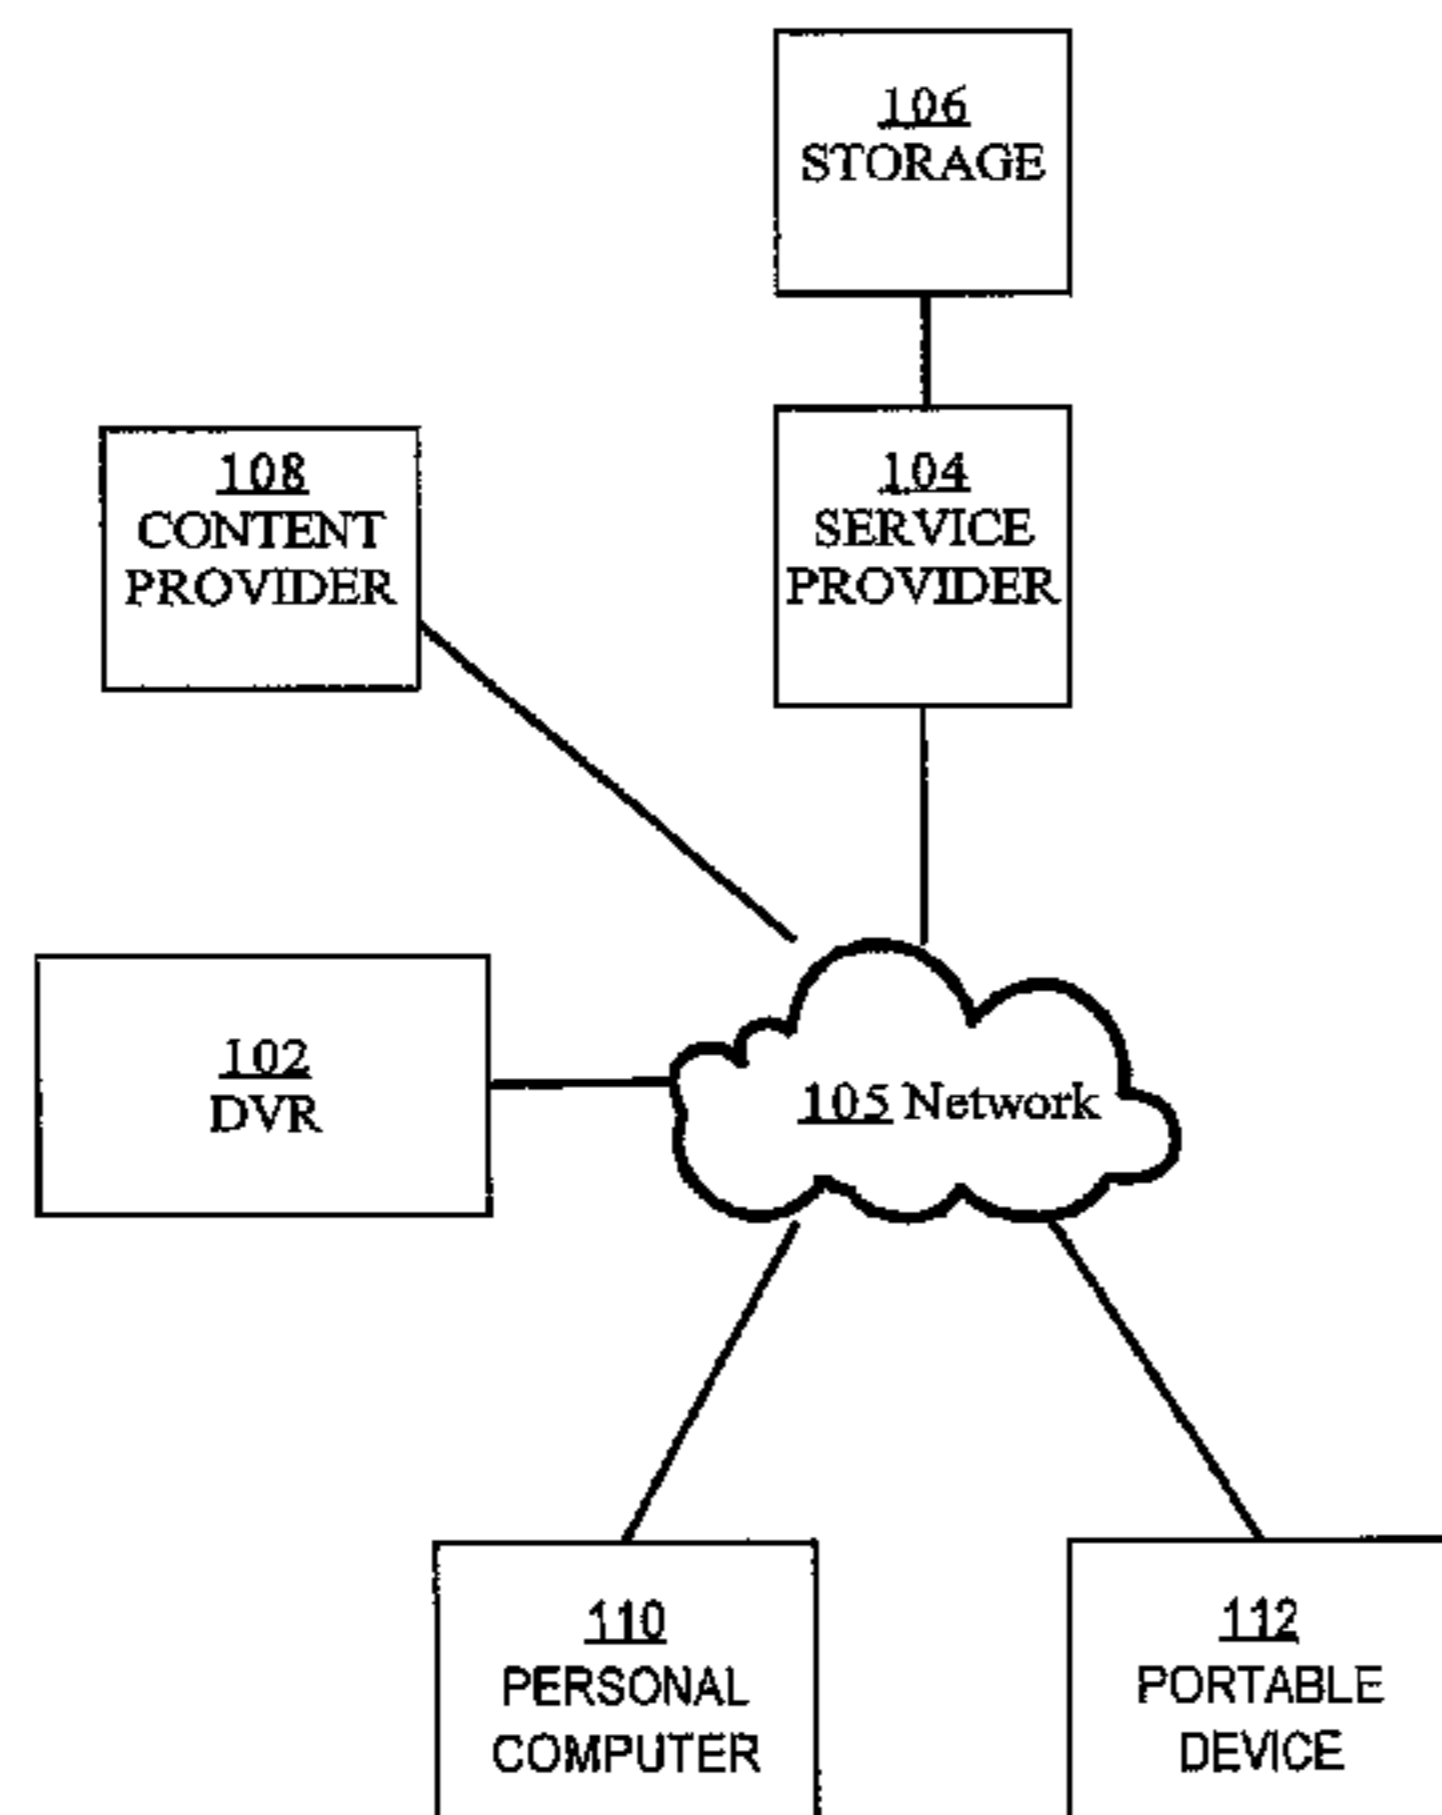 106
STORAGE
108
CONTENT
PROVIDER
104
SERVICE
PROVIDER
102
DVR
105 Network
110
PERSONAL
COMPUTER
112
PORTABLE
DEVICE